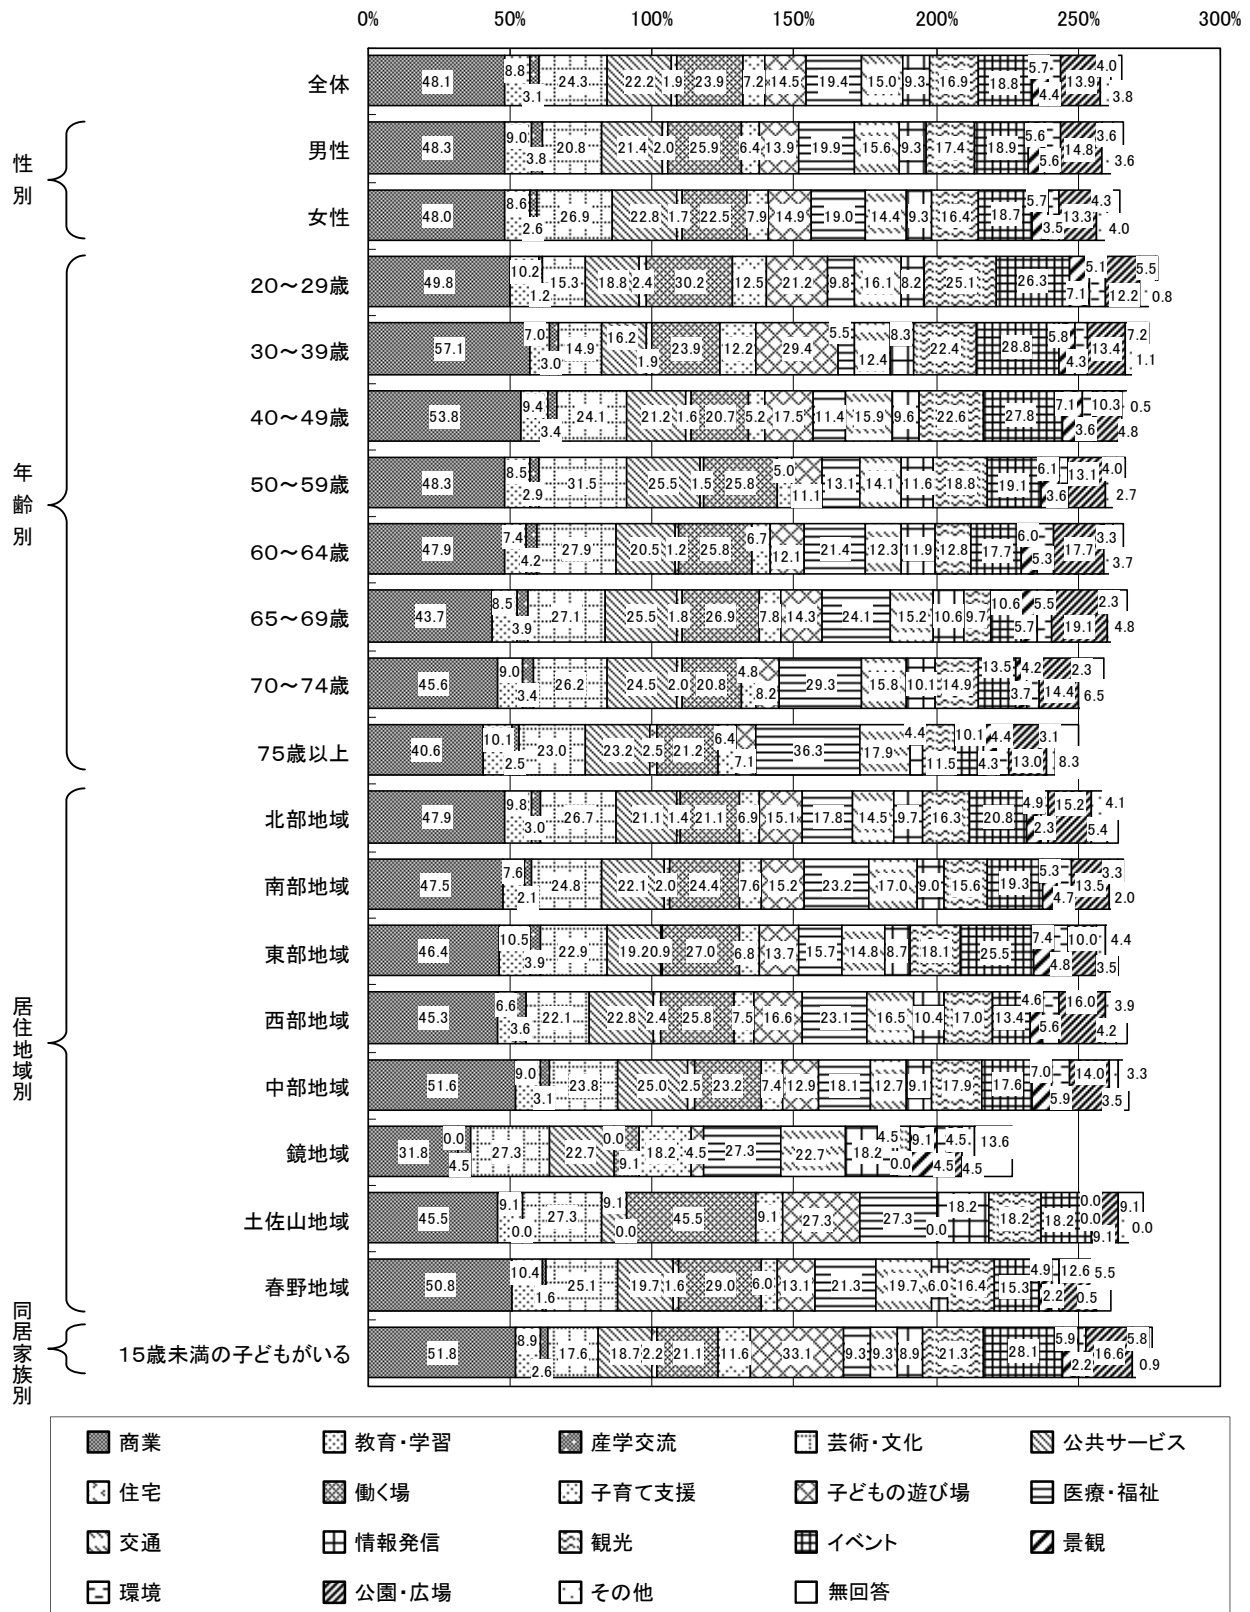 0% 50% 100% 150% 200% 250% 300%
全体 48.1 8.8 3.1 24.3 22.2 1.9 23.9 7.2 14.5 19.4 15.0 9.3 16.9 18.8 4.4 5.7 13.9 4.0 3.8
性別
男性 48.3 9.0 3.8 20.8 21.4 2.0 25.9 6.4 13.9 19.9 15.6 9.3 17.4 18.9 5.6 5.6 14.8 3.6 3.6
女性 48.0 8.6 2.6 26.9 22.8 1.7 22.5 7.9 14.9 19.0 14.4 9.3 16.4 18.7 3.5 5.7 13.3 4.3 4.0
年齢別
20～29歳 49.8 10.2 1.2 15.3 18.8 2.4 30.2 12.5 21.2 9.8 16.1 8.2 25.1 26.3 7.1 5.1 12.2 5.5 0.8
30～39歳 57.1 7.0 3.0 14.9 16.2 1.9 23.9 12.2 29.4 5.5 12.4 8.3 22.4 28.8 5.8 4.3 13.4 7.2 1.1
40～49歳 53.8 9.4 3.4 24.1 21.2 1.6 20.7 5.2 17.5 11.4 15.9 9.6 22.6 27.8 7.1 3.6 10.3 4.8 0.5
50～59歳 48.3 8.5 2.9 31.5 25.5 1.5 25.8 5.0 11.1 13.1 14.1 11.6 18.8 19.1 3.6 6.1 13.1 4.0 2.7
60～64歳 47.9 7.4 4.2 27.9 20.5 1.2 25.8 6.7 12.1 21.4 12.3 11.9 12.8 17.7 6.0 5.3 17.7 3.3 3.7
65～69歳 43.7 8.5 3.9 27.1 25.5 1.8 26.9 7.8 14.3 24.1 15.2 10.6 9.7 10.6 5.7 5.5 19.1 2.3 4.8
70～74歳 45.6 9.0 3.4 26.2 24.5 2.0 20.8 4.8 8.2 29.3 15.8 10.1 14.9 13.5 3.7 4.2 14.4 2.3 6.5
75歳以上 40.6 10.1 2.5 23.0 23.2 2.5 21.2 6.4 7.1 36.3 17.9 4.4 11.5 10.1 4.3 4.4 13.0 3.1 8.3
居住地域別
北部地域 47.9 9.8 3.0 26.7 21.1 1.4 21.1 6.9 15.1 17.8 14.5 9.7 16.3 20.8 2.3 4.9 15.2 5.4 4.1
南部地域 47.5 7.6 2.1 24.8 22.1 2.0 24.4 7.6 15.2 23.2 17.0 9.0 15.6 19.3 5.3 4.7 13.5 3.3 2.0
東部地域 46.4 10.5 3.9 22.9 19.2 0.9 27.0 6.8 13.7 15.7 14.8 8.7 18.1 25.5 7.4 4.8 10.0 3.5 4.4
西部地域 45.3 6.6 3.6 22.1 22.8 2.4 25.8 7.5 16.6 23.1 16.5 10.4 17.0 13.4 4.6 5.6 16.0 4.2 3.9
中部地域 51.6 9.0 3.1 23.8 25.0 2.5 23.2 7.4 12.9 18.1 12.7 9.1 17.9 17.6 7.0 5.9 14.0 3.5 3.3
鏡地域 31.8 0.0 4.5 27.3 22.7 0.0 9.1 18.2 4.5 27.3 22.7 18.2 4.5 0.0 9.1 4.5 4.5 4.5 13.6
土佐山地域 45.5 9.1 0.0 27.3 9.1 0.0 45.5 9.1 27.3 27.3 0.0 18.2 18.2 18.2 0.0 0.0 9.1 9.1 0.0
春野地域 50.8 10.4 1.6 25.1 19.7 1.6 29.0 6.0 13.1 21.3 19.7 6.0 16.4 15.3 4.9 2.2 12.6 0.5 5.5
同居家族別
15歳未満の子どもがいる 51.8 8.9 2.6 17.6 18.7 2.2 21.1 11.6 33.1 9.3 9.3 8.9 21.3 28.1 5.9 2.2 16.6 5.8 0.9
商業 教育・学習 産学交流 芸術・文化 公共サービス
住宅 働く場 子育て支援 子どもの遊び場 医療・福祉
交通 情報発信 観光 イベント 景観
環境 公園・広場 その他 無回答